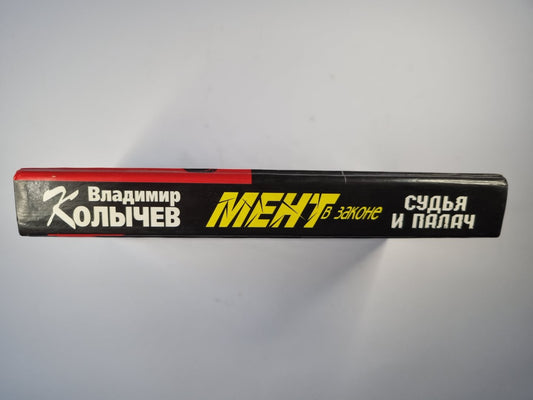 Владимир
Колычев
МЕНТ в законе
СУДЬЯ
И ПАЛАЧ